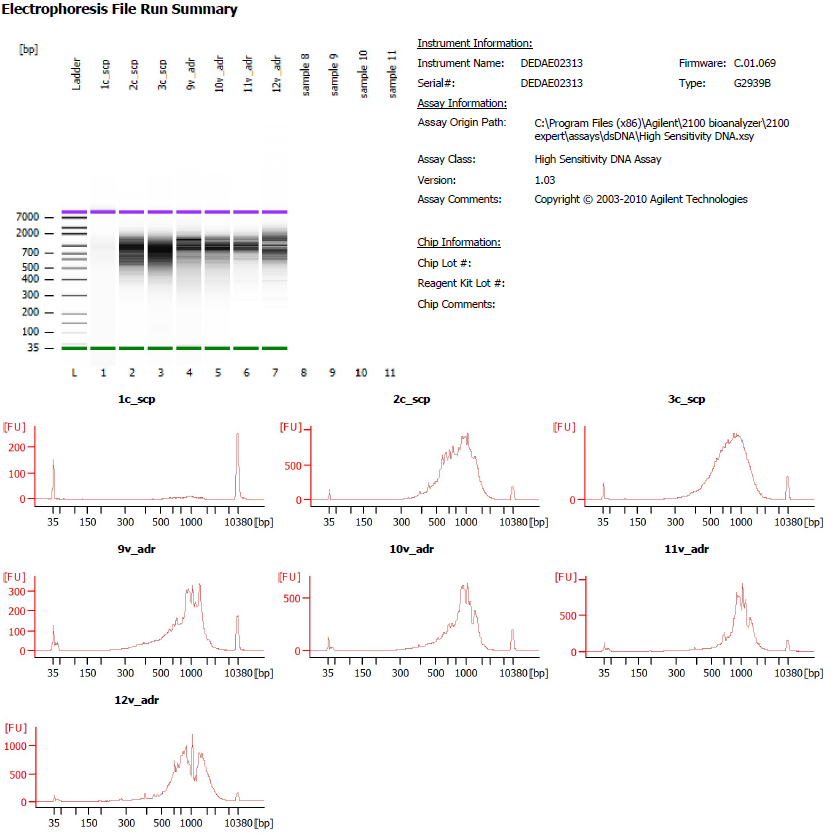 Electrophoresis File Run Summary
[bp]
Ladder
1c_scp
2c_scp
3c_scp
9v_adr
10v_adr
11v_adr
12v_adr
sample 8
sample 9
sample 10
sample 11
7000
2000
700
500
400
300
200
100
35
L 1 2 3 4 5 6 7 8 9 10 11
Instrument Information:
Instrument Name: DEDAE02313 Firmware: C.01.069
Serial#: DEDAE02313 Type: G2939B
Assay Information:
Assay Origin Path: C:\Program Files (x86)\Agilent\2100 bioanalyzer\2100
expert\assays\dsDNA\High Sensitivity DNA.xsy
Assay Class: High Sensitivity DNA Assay
Version: 1.03
Assay Comments: Copyright © 2003-2010 Agilent Technologies
Chip Information:
Chip Lot #:
Reagent Kit Lot #:
Chip Comments:
1c_scp
[FU]
200
100
0
35 150 300 500 1000 10380 [bp]
2c_scp
[FU]
500
0
35 150 300 500 1000 10380 [bp]
3c_scp
[FU]
0
35 150 300 500 1000 10380 [bp]
9v_adr
[FU]
300
200
100
0
35 150 300 500 1000 10380 [bp]
10v_adr
[FU]
500
0
35 150 300 500 1000 10380 [bp]
11v_adr
[FU]
500
0
35 150 300 500 1000 10380 [bp]
12v_adr
[FU]
1000
500
0
35 150 300 500 1000 10380 [bp]